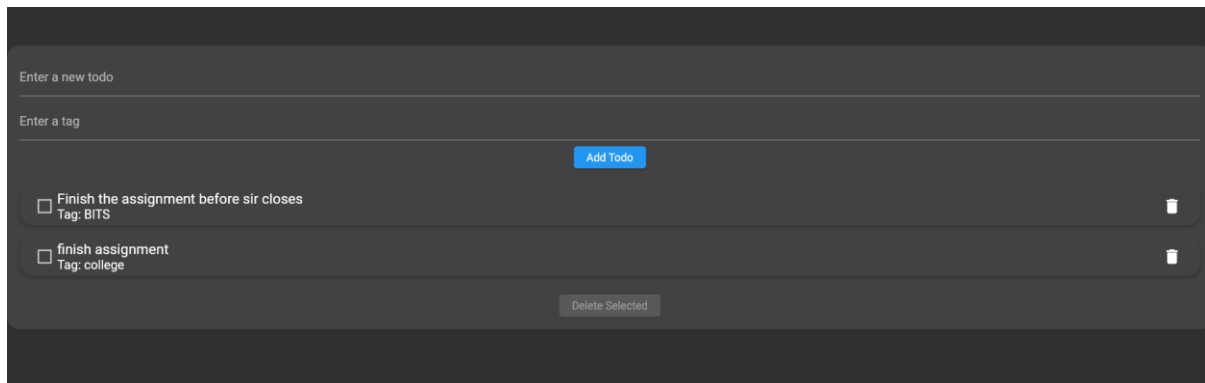 Enter a new todo
Enter a tag
Add Todo
Finish the assignment before sir closes
Tag: BITS
finish assignment
Tag: college
Delete Selected